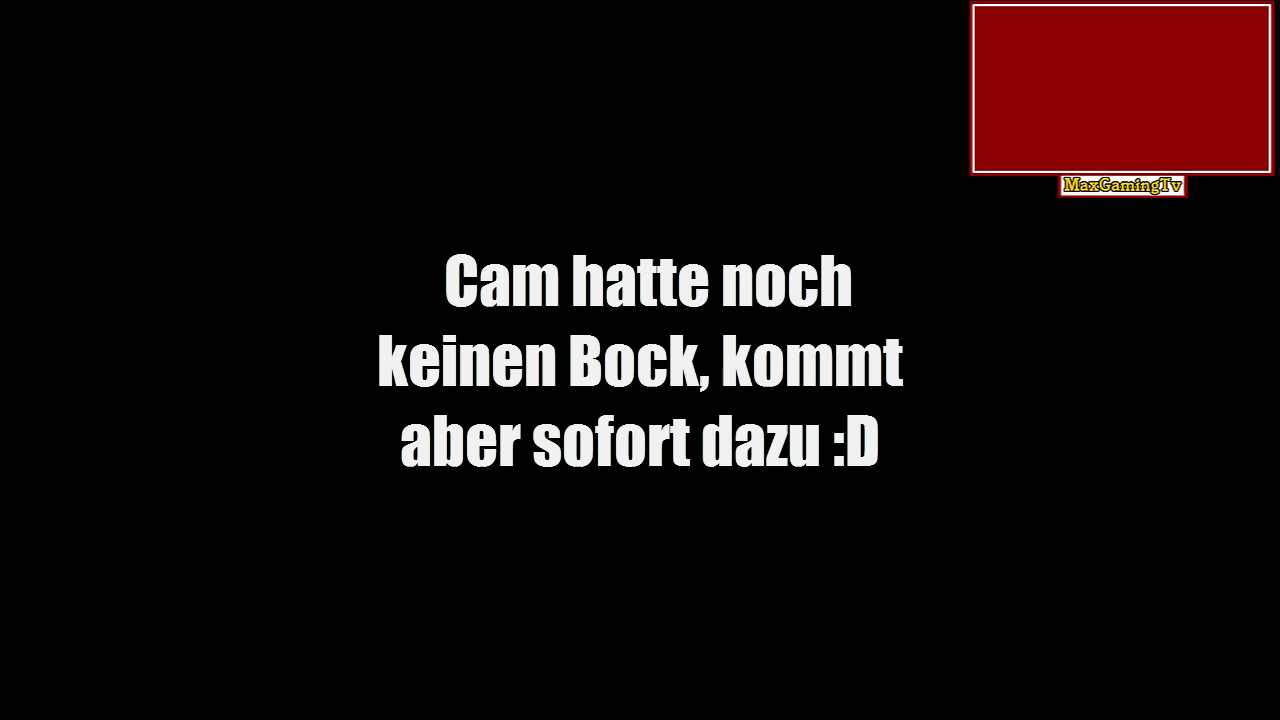 MaxGamingTv
Cam hatte noch
keinen Bock, kommt
aber sofort dazu :D